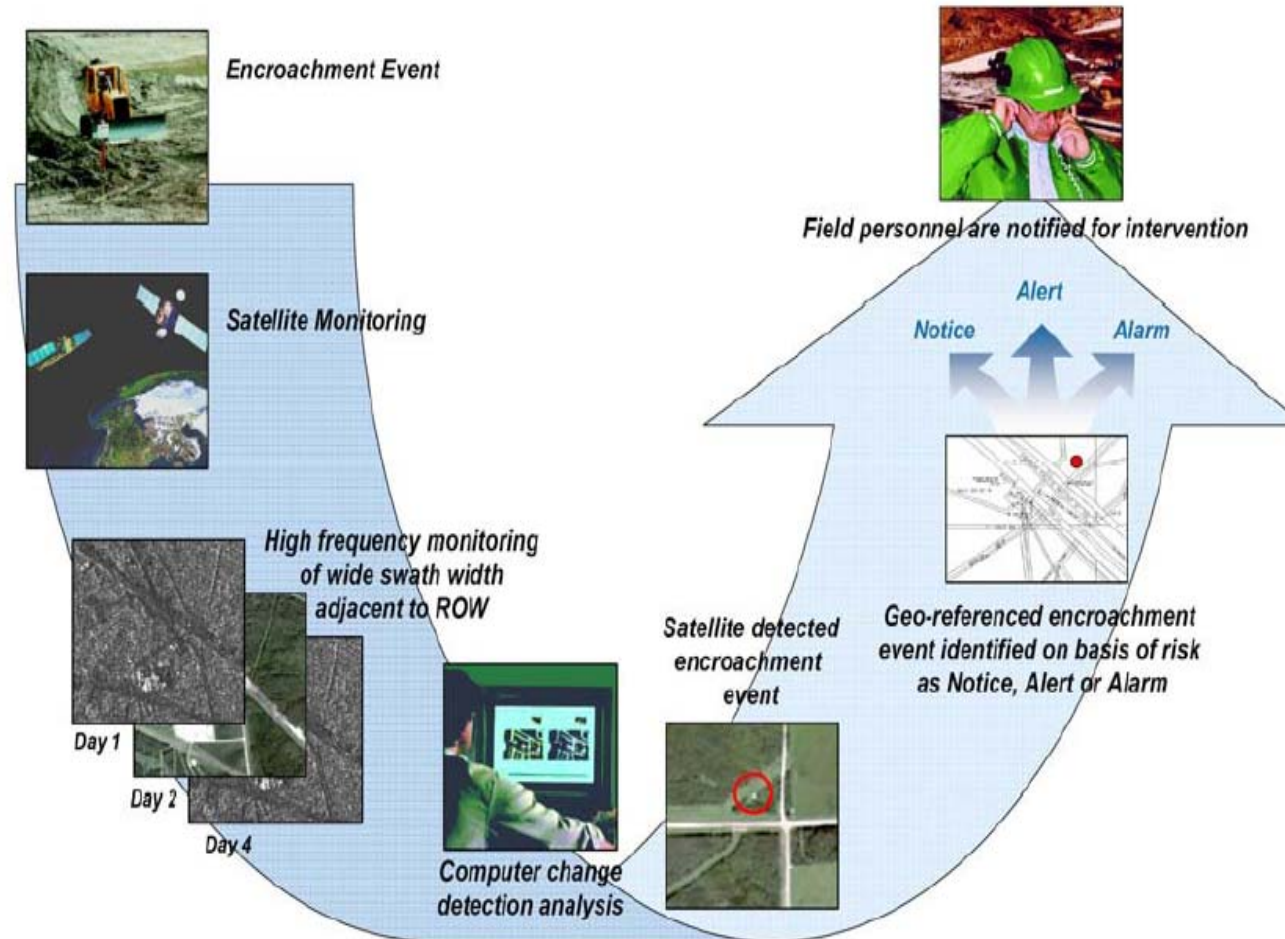 Encroachment Event
Satellite Monitoring
High frequency monitoring
of wide swath width
adjacent to ROW
Day 1
Day 2
Day 4
Computer change
detection analysis
Satellite detected
encroachment
event
Geo-referenced encroachment
event identified on basis of risk
as Notice, Alert or Alarm
Notice
Alert
Alarm
Field personnel are notified for intervention